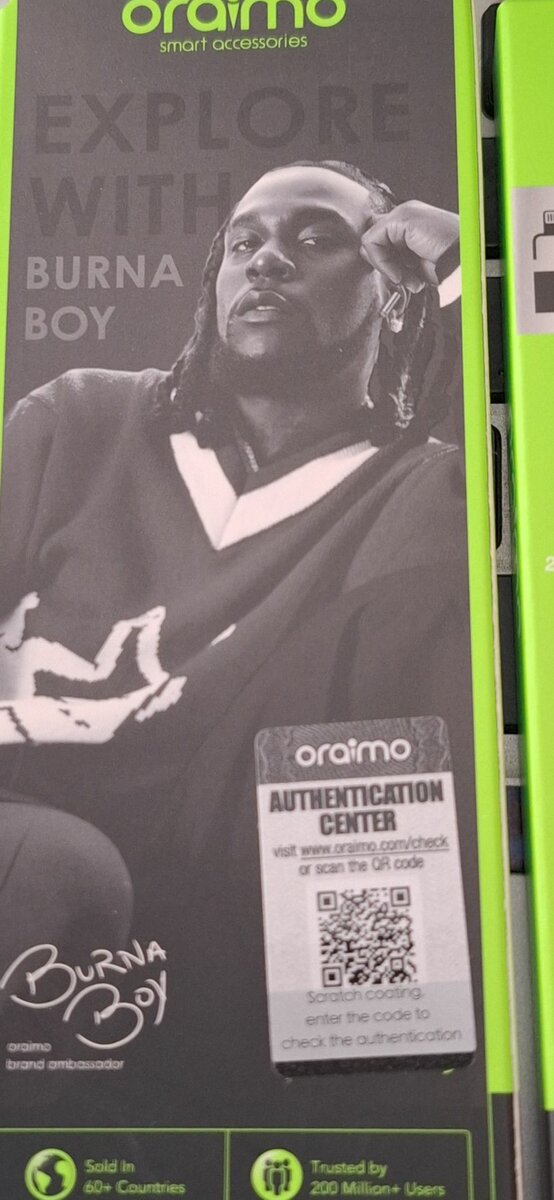 oraimo
smart accessories
EXPLORE
WITH
BURNA
BOY
oraimo
AUTHENTICATION
CENTER
visit www.oraimo.com/check
or scan the QR code
Scratch coating,
enter the code to
check the authentication
Burna
Boy
oraimo
brand ambassador
Sold in
60+ Countries
Trusted by
200 Million+ Users
2